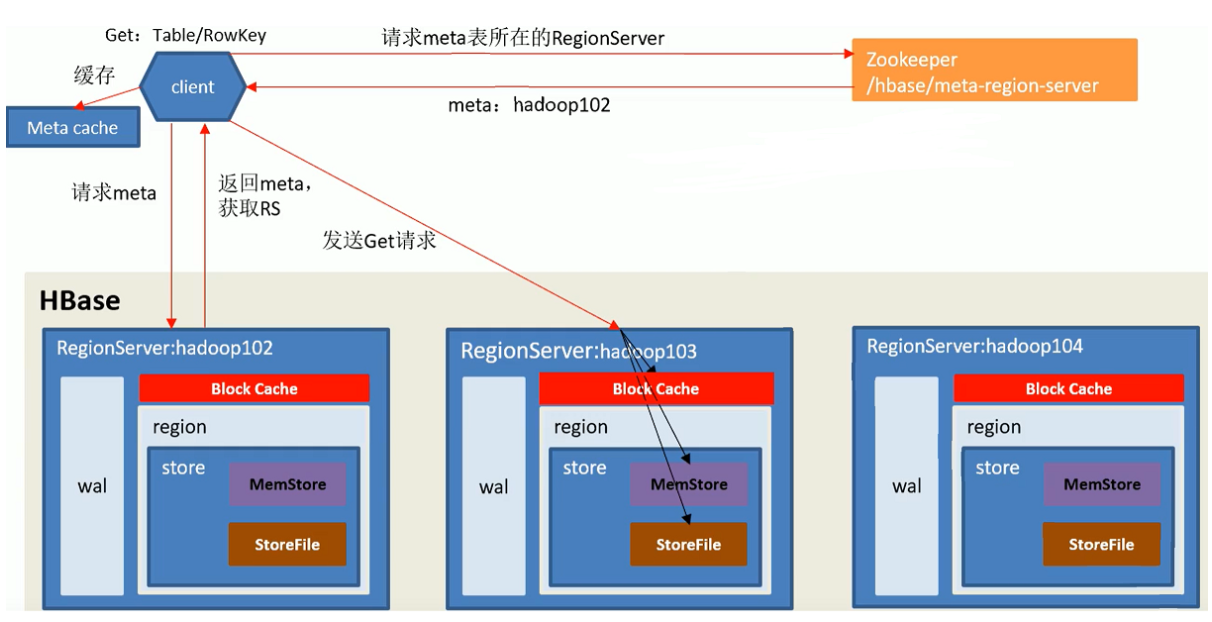 Get：Table/RowKey
请求meta表所在的RegionServer
Zookeeper
/hbase/meta-region-server
缓存
client
meta：hadoop102
Meta cache
请求meta
返回meta，
获取RS
发送Get请求
HBase
RegionServer:hadoop102
Block Cache
region
store
wal
MemStore
StoreFile
RegionServer:hadoop103
Block Cache
region
store
wal
MemStore
StoreFile
RegionServer:hadoop104
Block Cache
region
store
wal
MemStore
StoreFile